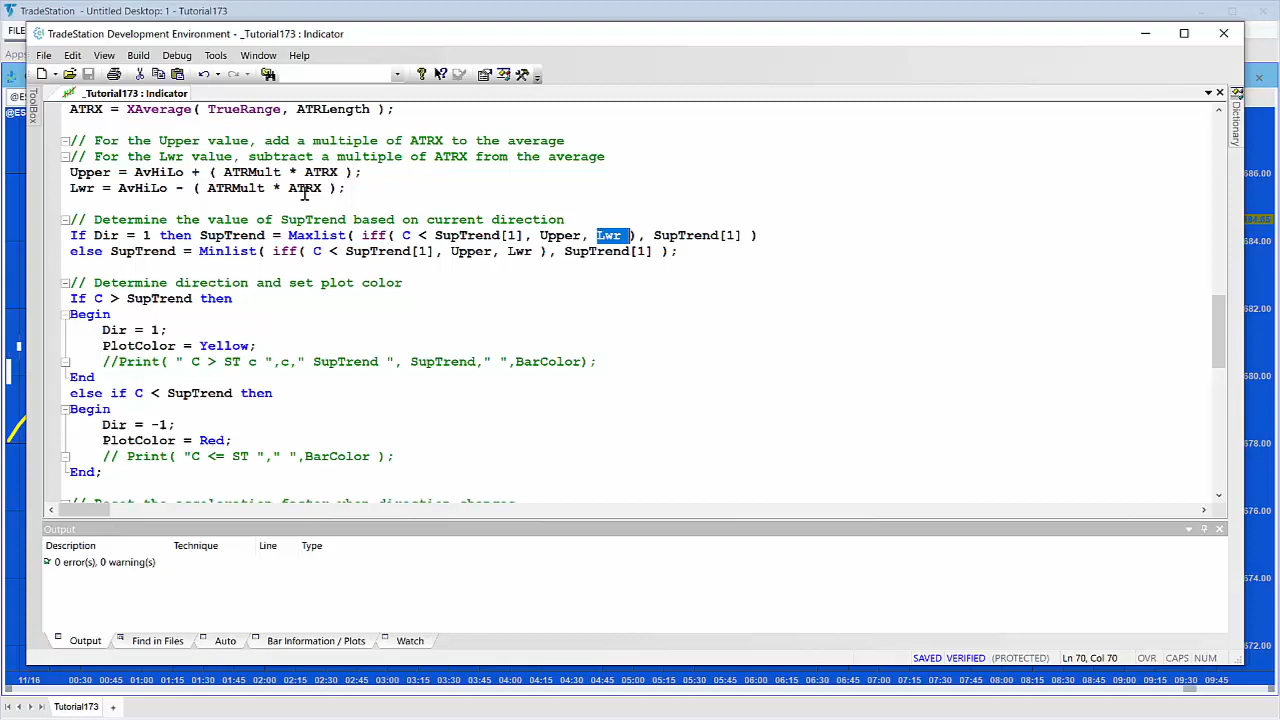 TradeStation - Untitled Desktop: 1 - Tutorial173
TradeStation Development Environment - _Tutorial173 : Indicator
File Edit View Build Debug Tools Window Help
_Tutorial173 : Indicator
ToolBox
Dictionary
ATRX = XAverage( TrueRange, ATRLength );
// For the Upper value, add a multiple of ATRX to the average
// For the Lwr value, subtract a multiple of ATRX from the average
Upper = AvHiLo + ( ATRMult * ATRX );
Lwr = AvHiLo - ( ATRMult * ATRX );
// Determine the value of SupTrend based on current direction
If Dir = 1 then SupTrend = Maxlist( iff( C < SupTrend[1], Upper, Lwr ), SupTrend[1] )
else SupTrend = Minlist( iff( C < SupTrend[1], Upper, Lwr ), SupTrend[1] );
// Determine direction and set plot color
If C > SupTrend then
Begin
Dir = 1;
PlotColor = Yellow;
//Print( " C > ST c ",c," SupTrend ", SupTrend," ",BarColor);
End
else if C < SupTrend then
Begin
Dir = -1;
PlotColor = Red;
// Print( "C <= ST "," ",BarColor );
End;
// Reset the acceleration factor when direction changes
Output
Description Technique Line Type
0 error(s), 0 warning(s)
Output Find in Files Auto Bar Information / Plots Watch
SAVED VERIFIED (PROTECTED) Ln 70, Col 70 OVR CAPS NUM
686.00
684.00
682.00
680.00
678.00
676.00
674.00
672.00
11/16 00:30 00:45 01:00 01:15 01:30 01:45 02:00 02:15 02:30 02:45 03:00 03:15 03:30 03:45 04:00 04:15 04:30 04:45 05:00 05:15 05:30 05:45 06:00 06:15 06:30 06:45 07:00 07:15 07:30 07:45 08:00 08:15 08:30 08:45 09:00 09:15 09:30 09:45
Tutorial173 +